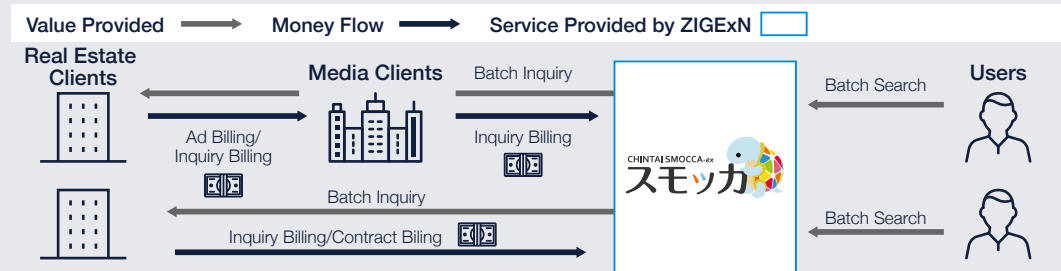 Value Provided
Money Flow
Service Provided by ZIGExN
Real Estate
Clients
Media Clients
Batch Inquiry
Users
Batch Search
Ad Billing/
Inquiry Billing
Inquiry Billing
CHINTAI SMOCCA-ex
スモッカ
Batch Inquiry
Batch Search
Inquiry Billing/Contract Biling